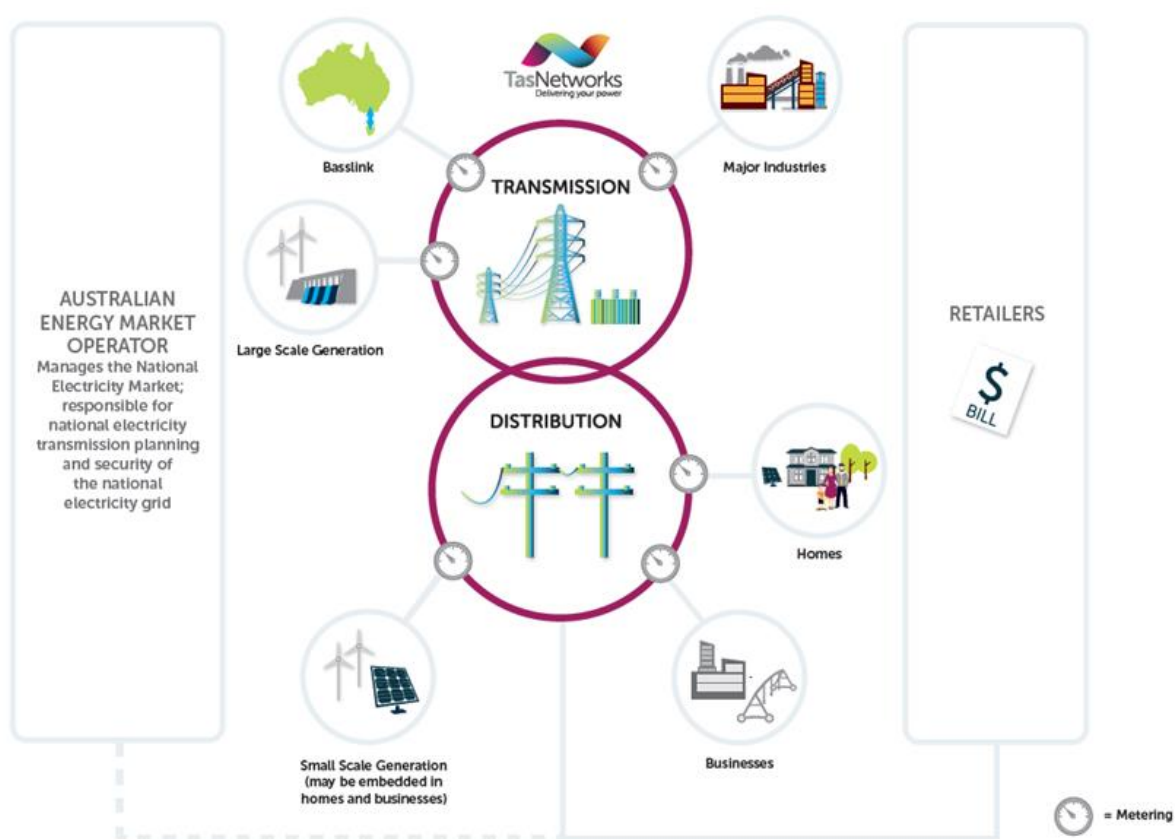 TasNetworks
Delivering your power
Basslink
Major Industries
TRANSMISSION
Large Scale Generation
AUSTRALIAN
ENERGY MARKET
OPERATOR
Manages the National
Electricity Market;
responsible for
national electricity
transmission planning
and security of
the national
electricity grid
RETAILERS
$
BILL
DISTRIBUTION
Homes
Small Scale Generation
(may be embedded in
homes and businesses)
Businesses
= Metering